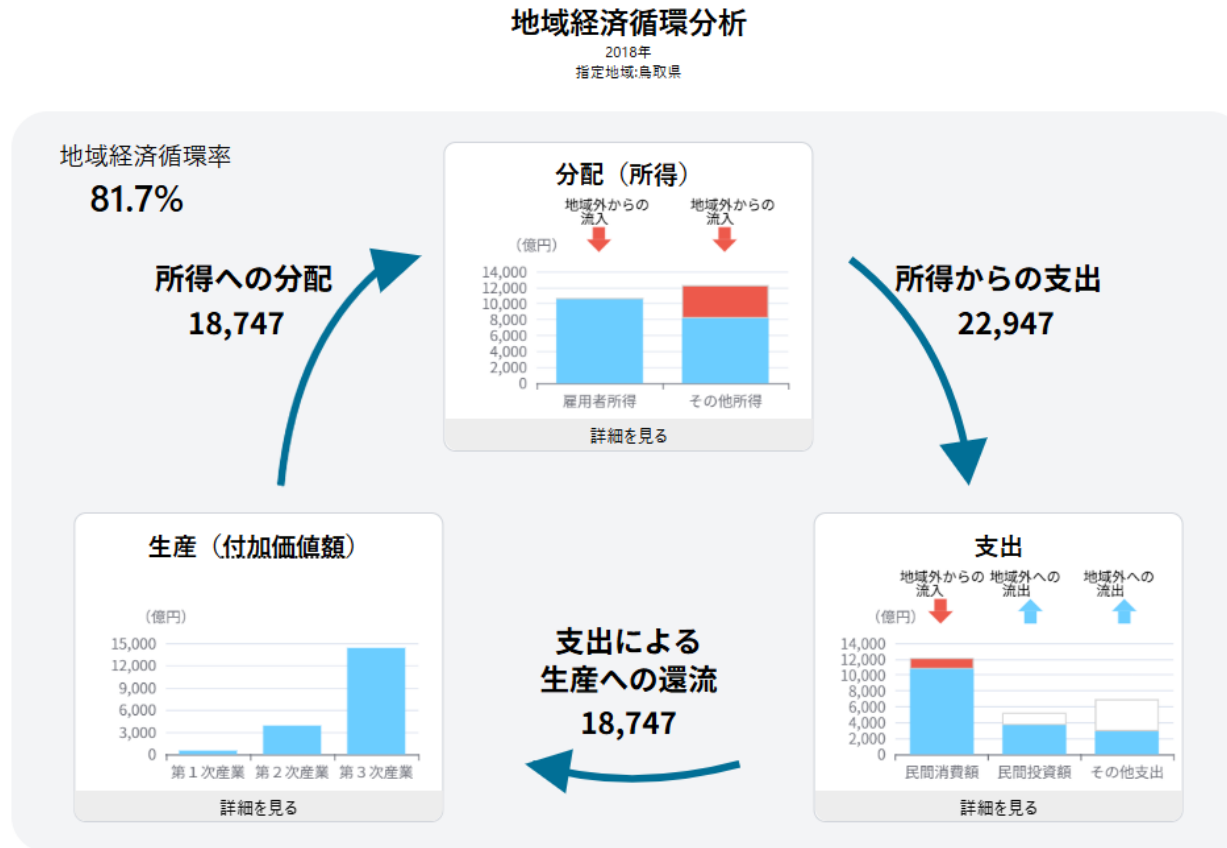 地域経済循環分析
2018年
指定地域:鳥取県
地域経済循環率
81.7%
所得への分配
18,747
分配（所得）
地域外からの
流入
地域外からの
流入
（億円）
14,000
12,000
10,000
8,000
6,000
4,000
2,000
0
雇用者所得
その他所得
詳細を見る
所得からの支出
22,947
生産（付加価値額）
（億円）
15,000
12,000
9,000
6,000
3,000
0
第１次産業
第２次産業
第３次産業
詳細を見る
支出による
生産への還流
18,747
支出
地域外からの
流入
地域外への
流出
地域外への
流出
（億円）
14,000
12,000
10,000
8,000
6,000
4,000
2,000
0
民間消費額
民間投資額
その他支出
詳細を見る